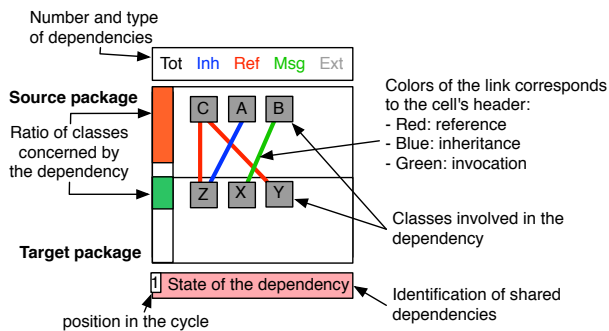 Number and type
of dependencies
Tot Inh Ref Msg Ext
Source package
Ratio of classes
concerned by
the dependency
C A B
Z X Y
Target package
Colors of the link corresponds
to the cell's header:
- Red: reference
- Blue: inheritance
- Green: invocation
Classes involved in the
dependency
1 State of the dependency
position in the cycle
Identification of shared
dependencies